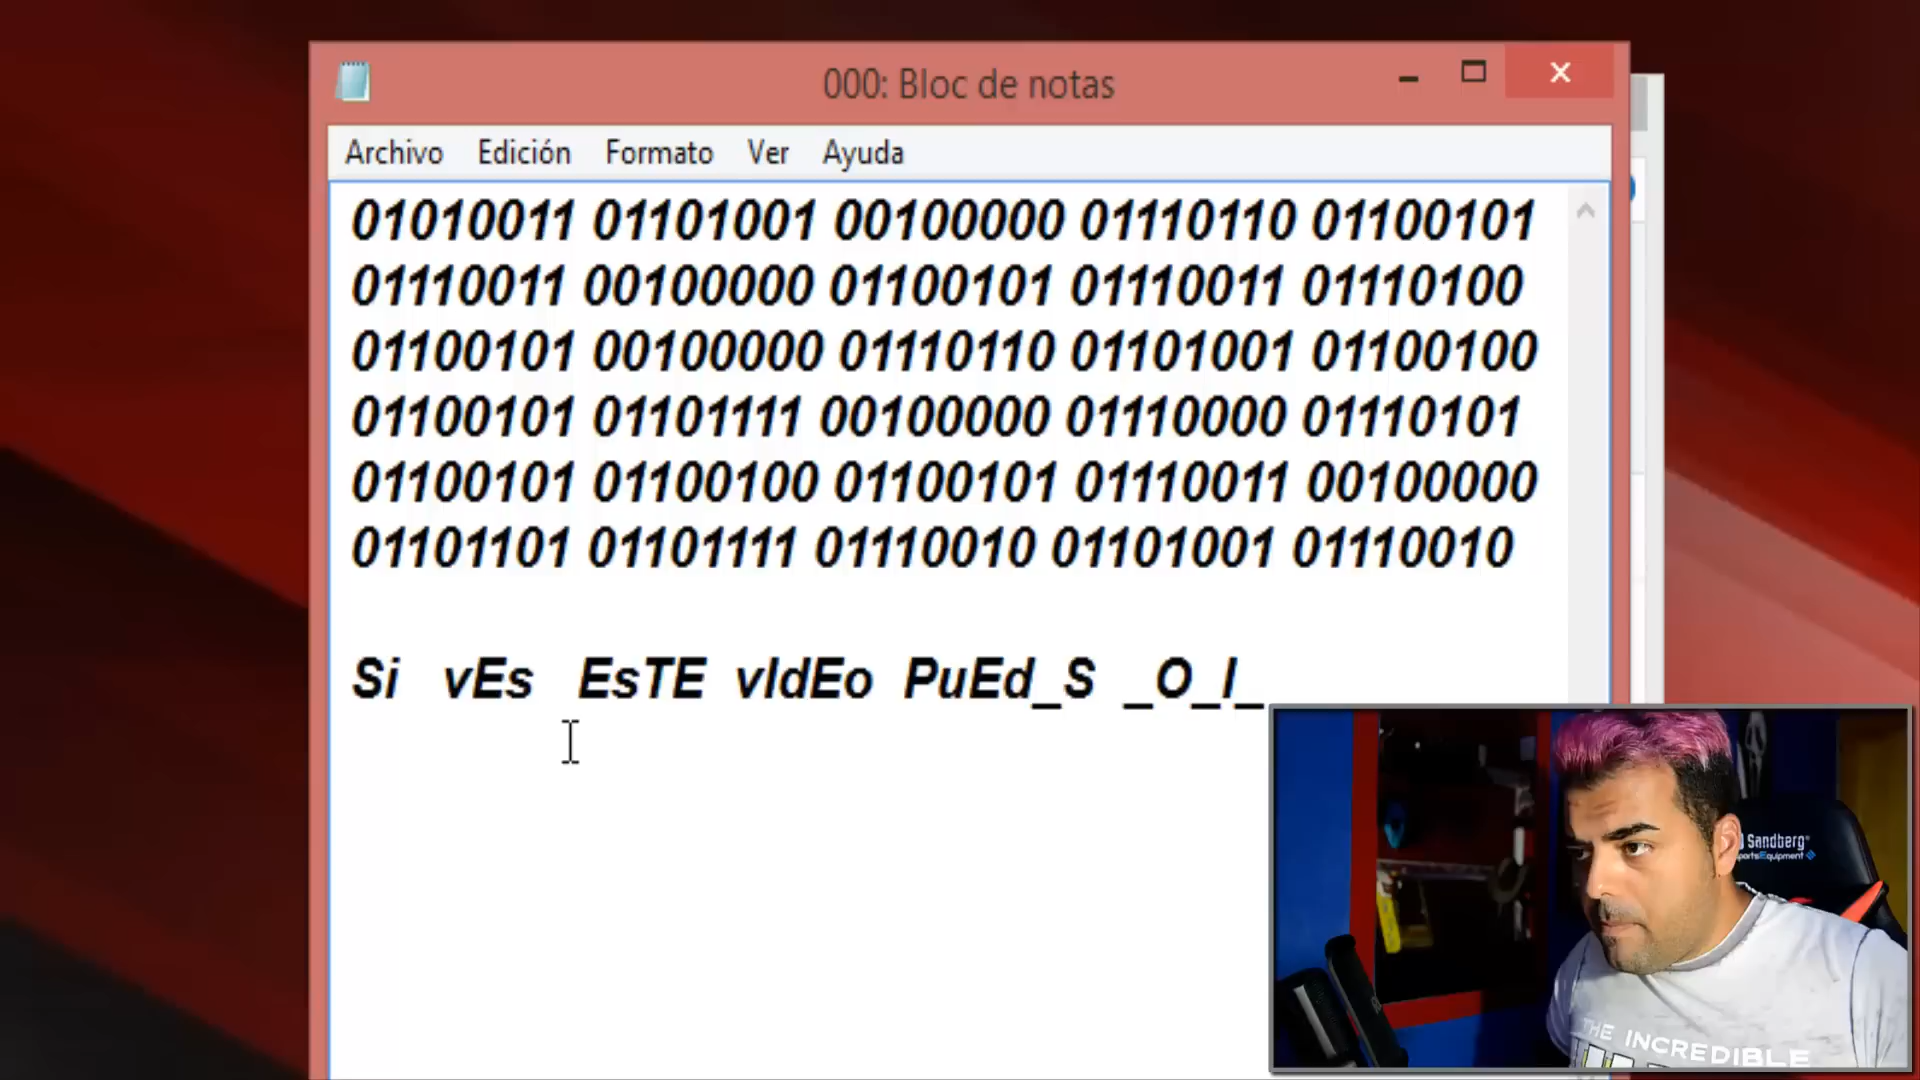 000: Bloc de notas
Archivo Edición Formato Ver Ayuda
01010011 01101001 00100000 01110110 01100101
01110011 00100000 01100101 01110011 01110100
01100101 00100000 01110110 01101001 01100100
01100101 01101111 00100000 01110000 01110101
01100101 01100100 01100101 01110011 00100000
01101101 01101111 01110010 01101001 01110010
Si vEs EsTE vIdEo PuEd_S _O_I_
Sandberg
THE INCREDIBLE